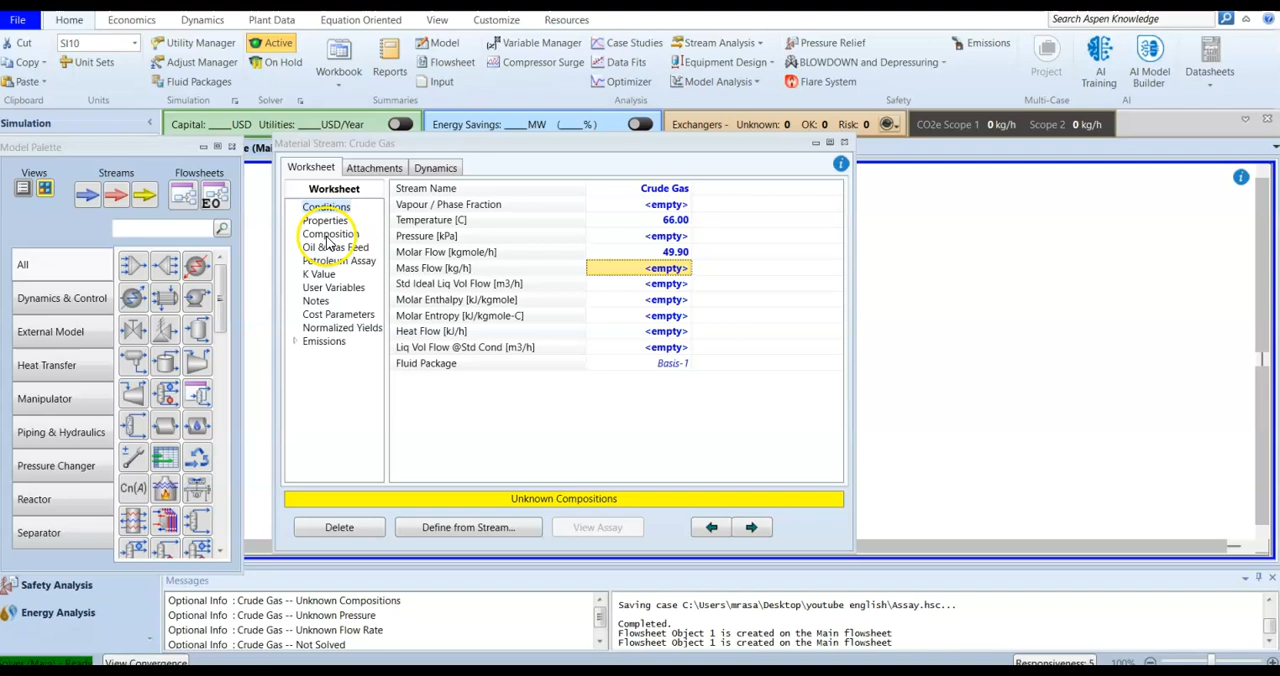 File Home Economics Dynamics Plant Data Equation Oriented View Customize Resources Search Aspen Knowledge
Cut SI10 Utility Manager Active Model Variable Manager Case Studies Stream Analysis Pressure Relief Emissions
Copy Unit Sets Adjust Manager On Hold Workbook Reports Flowsheet Compressor Surge Data Fits Equipment Design BLOWDOWN and Depressuring Project AI Training AI Model Builder Datasheets
Paste Fluid Packages Input Optimizer Model Analysis Flare System
Clipboard Units Simulation Solver Summaries Analysis Safety Multi-Case AI
Simulation Capital: ____USD Utilities: ____USD/Year Energy Savings: ____MW (____%) Exchangers - Unknown: 0 OK: 0 Risk: 0 CO2e Scope 1 0 kg/h Scope 2 0 kg/h
Model Palette
Material Stream: Crude Gas
Views Streams Flowsheets
EO
All
Dynamics & Control
External Model
Heat Transfer
Manipulator
Piping & Hydraulics
Pressure Changer
Reactor
Separator
Cn(A)
Worksheet Attachments Dynamics
Worksheet
Conditions
Properties
Composition
Oil & Gas Feed
Petroleum Assay
K Value
User Variables
Notes
Cost Parameters
Normalized Yields
Emissions
Stream Name Crude Gas
Vapour / Phase Fraction <empty>
Temperature [C] 66.00
Pressure [kPa] <empty>
Molar Flow [kgmole/h] 49.90
Mass Flow [kg/h] <empty>
Std Ideal Liq Vol Flow [m3/h] <empty>
Molar Enthalpy [kJ/kgmole] <empty>
Molar Entropy [kJ/kgmole-C] <empty>
Heat Flow [kJ/h] <empty>
Liq Vol Flow @Std Cond [m3/h] <empty>
Fluid Package Basis-1
Unknown Compositions
Delete Define from Stream... View Assay
Safety Analysis
Energy Analysis
Messages
Optional Info : Crude Gas -- Unknown Compositions
Optional Info : Crude Gas -- Unknown Pressure
Optional Info : Crude Gas -- Unknown Flow Rate
Optional Info : Crude Gas -- Not Solved
Saving case C:\Users\mrasa\Desktop\youtube english\Assay.hsc...
Completed.
Flowsheet Object 1 is created on the Main flowsheet
Flowsheet Object 1 is created on the Main flowsheet
View Convergence Responsiveness: 5 100%